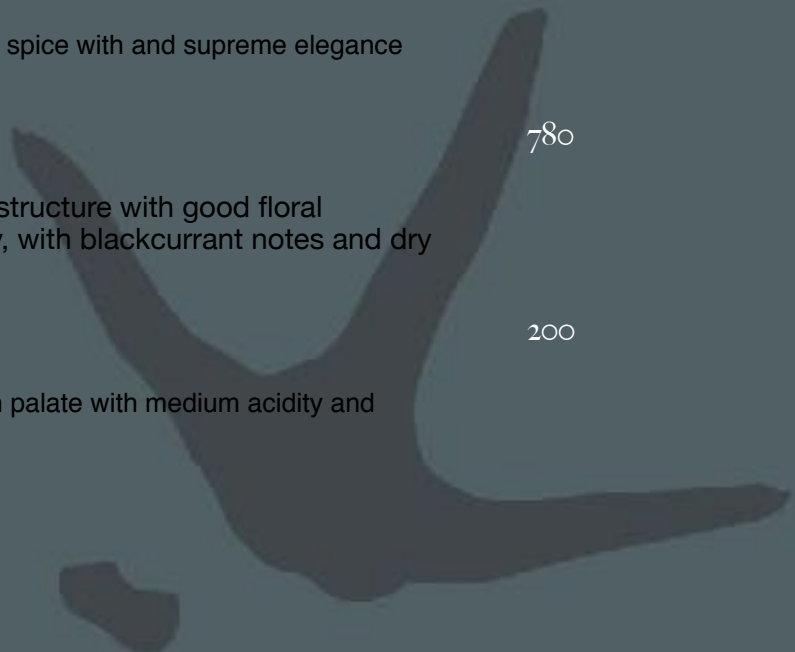 spice with and supreme elegance
780
structure with good floral
, with blackcurrant notes and dry
200
palate with medium acidity and